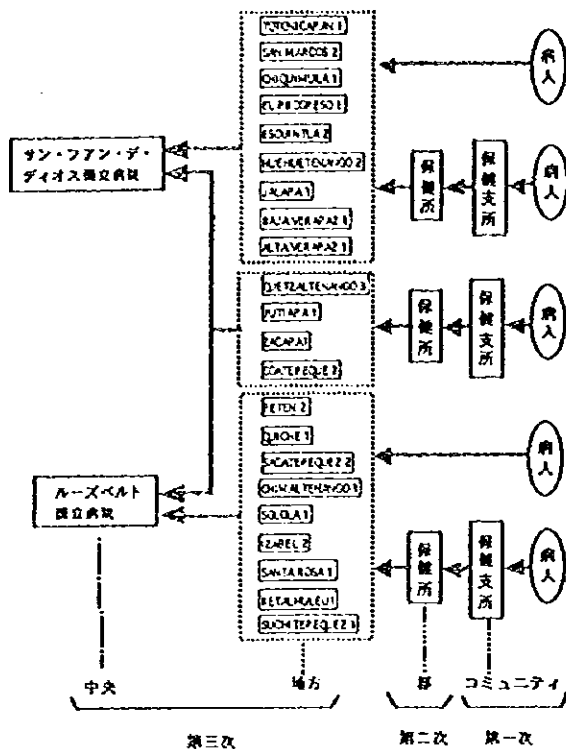 サン・フアン・デ・
ディオス国立病院
ルーズベルト
国立病院
TOTONICAPAN 1
SAN MARCOS 2
CHIQUIMULA 1
EL PROGRESO 1
ESCUINTLA 2
HUEHUETENANGO 2
JALAPA 1
BAJA VERAPAZ 1
ALTA VERAPAZ 1
QUETZALTENANGO 3
JUTIAPA 1
ZACAPA 1
COATEPEQUE 2
PETEN 2
QUICHE 1
SACATEPEQUEZ 2
CHIMALTENANGO 1
SOLOLA 1
IZABEL 2
SANTA ROSA 1
RETALHULEU 1
SUCHITEPEQUEZ 1
病人
保健所
保健支所
病人
保健所
保健支所
病人
病人
保健所
保健支所
病人
中央
地方
コミュニティ
第三次
第二次
第一次